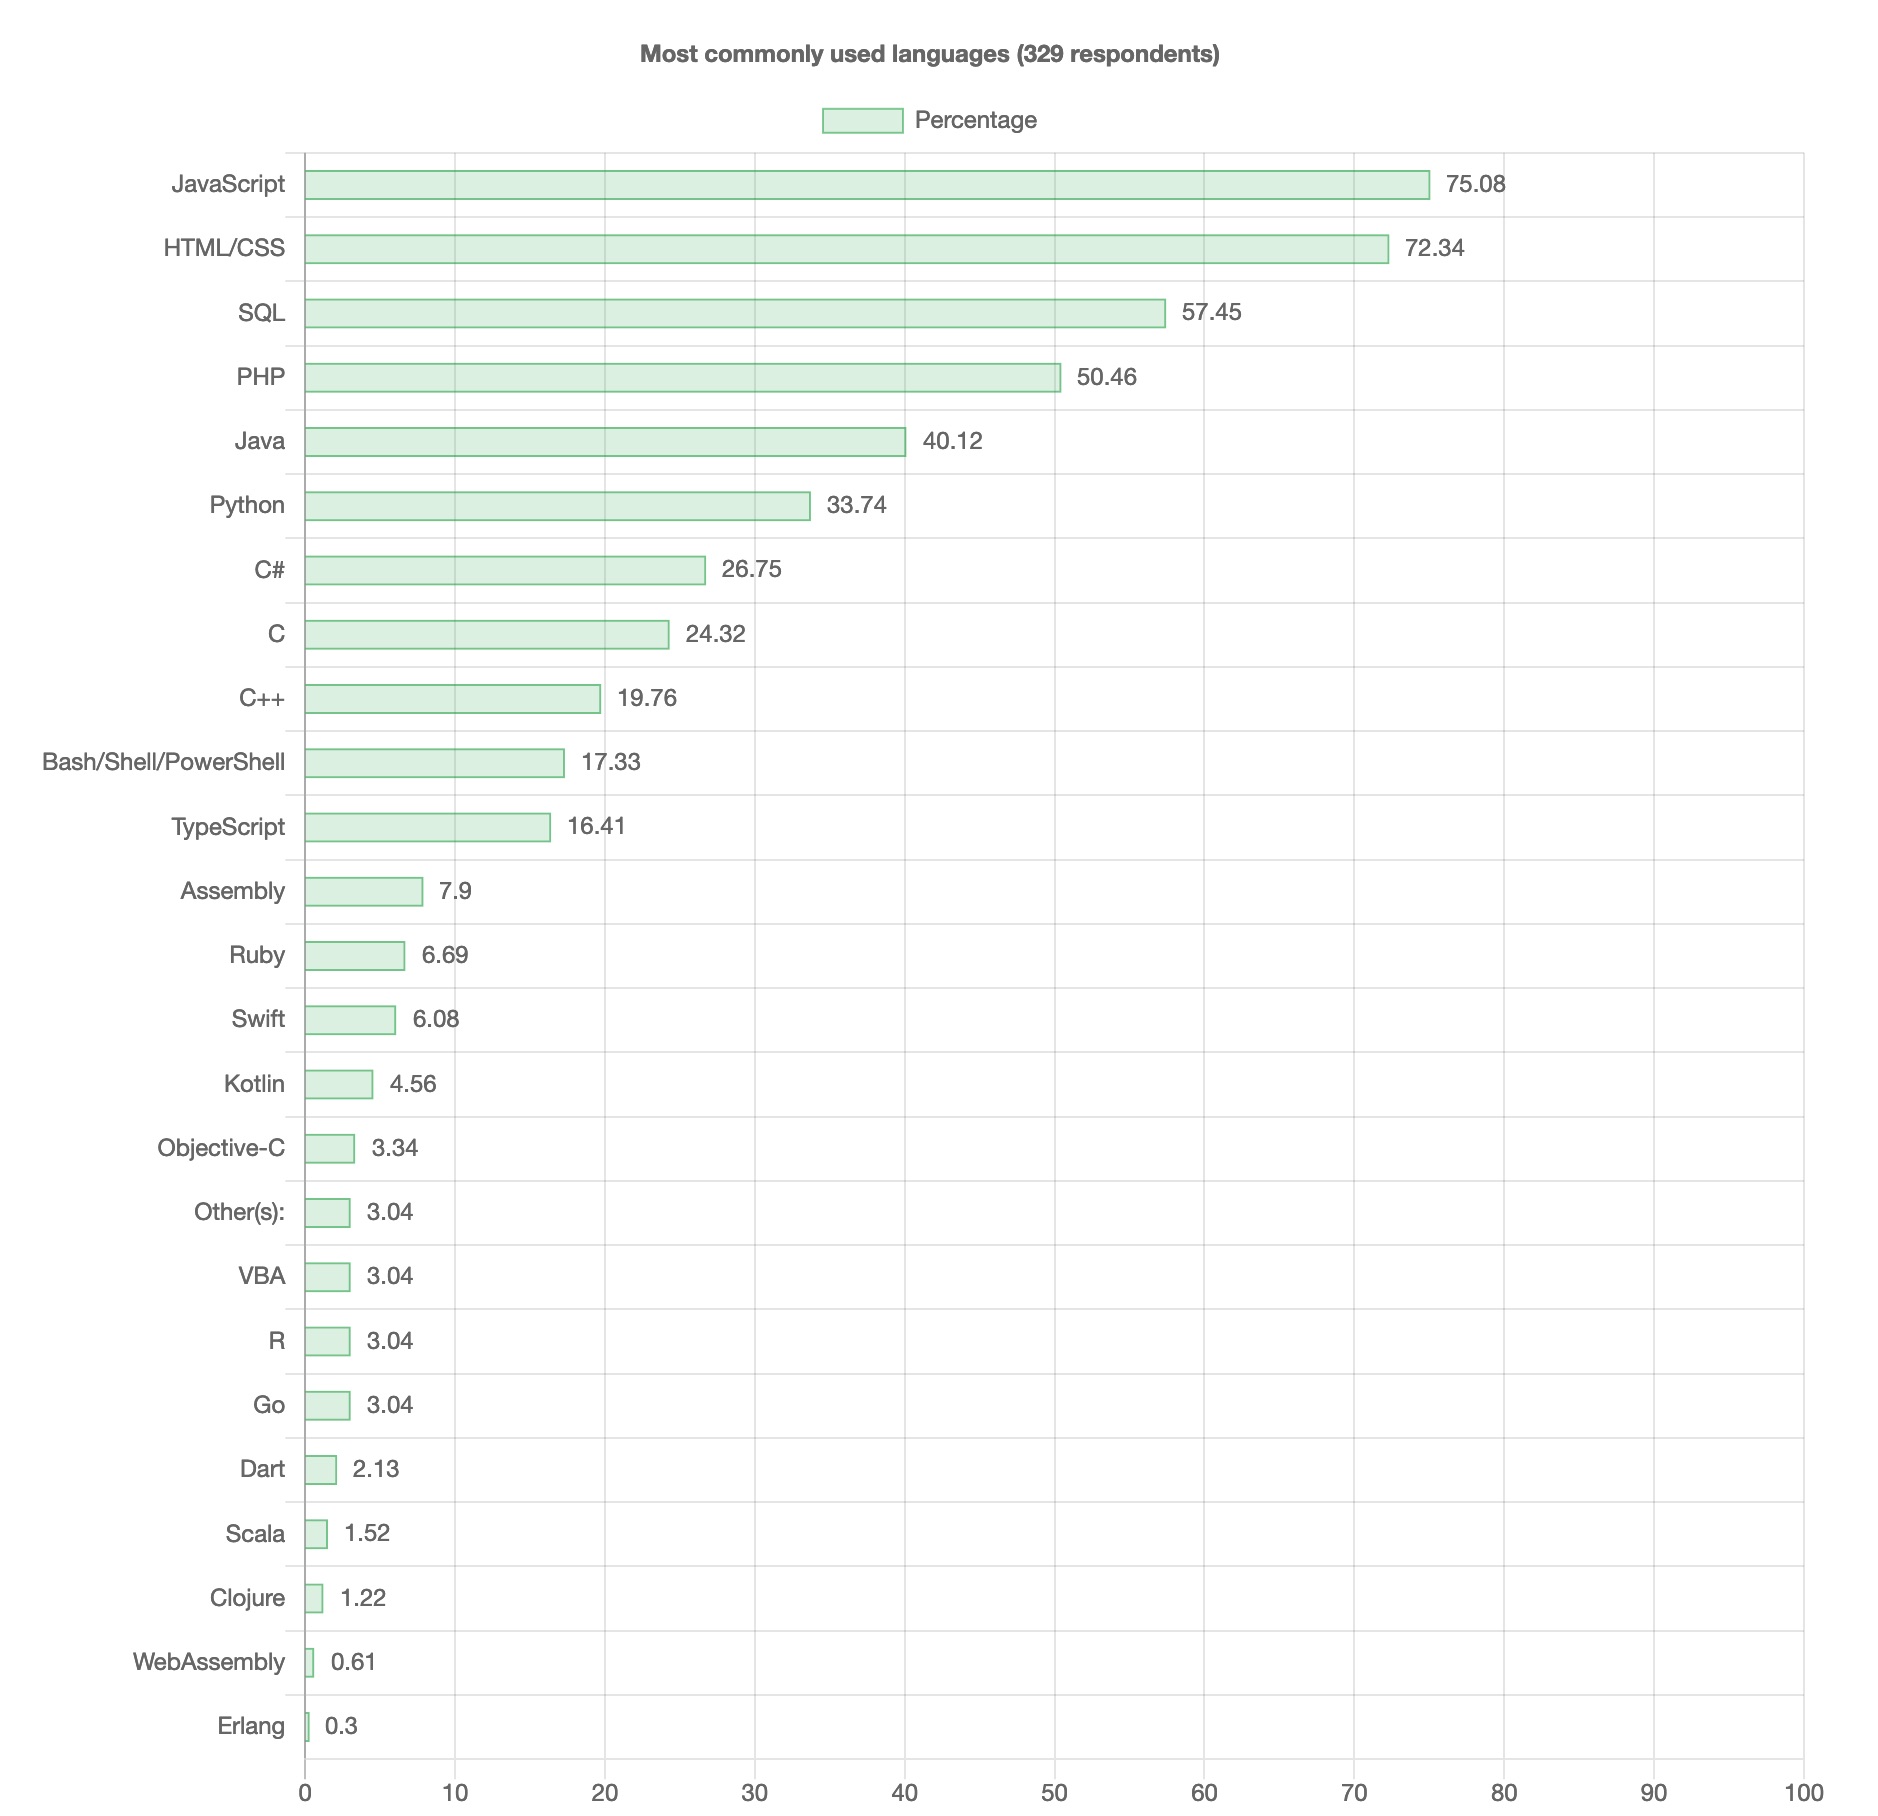 Most commonly used languages (329 respondents)
Percentage
JavaScript 75.08
HTML/CSS 72.34
SQL 57.45
PHP 50.46
Java 40.12
Python 33.74
C# 26.75
C 24.32
C++ 19.76
Bash/Shell/PowerShell 17.33
TypeScript 16.41
Assembly 7.9
Ruby 6.69
Swift 6.08
Kotlin 4.56
Objective-C 3.34
Other(s): 3.04
VBA 3.04
R 3.04
Go 3.04
Dart 2.13
Scala 1.52
Clojure 1.22
WebAssembly 0.61
Erlang 0.3
0 10 20 30 40 50 60 70 80 90 100